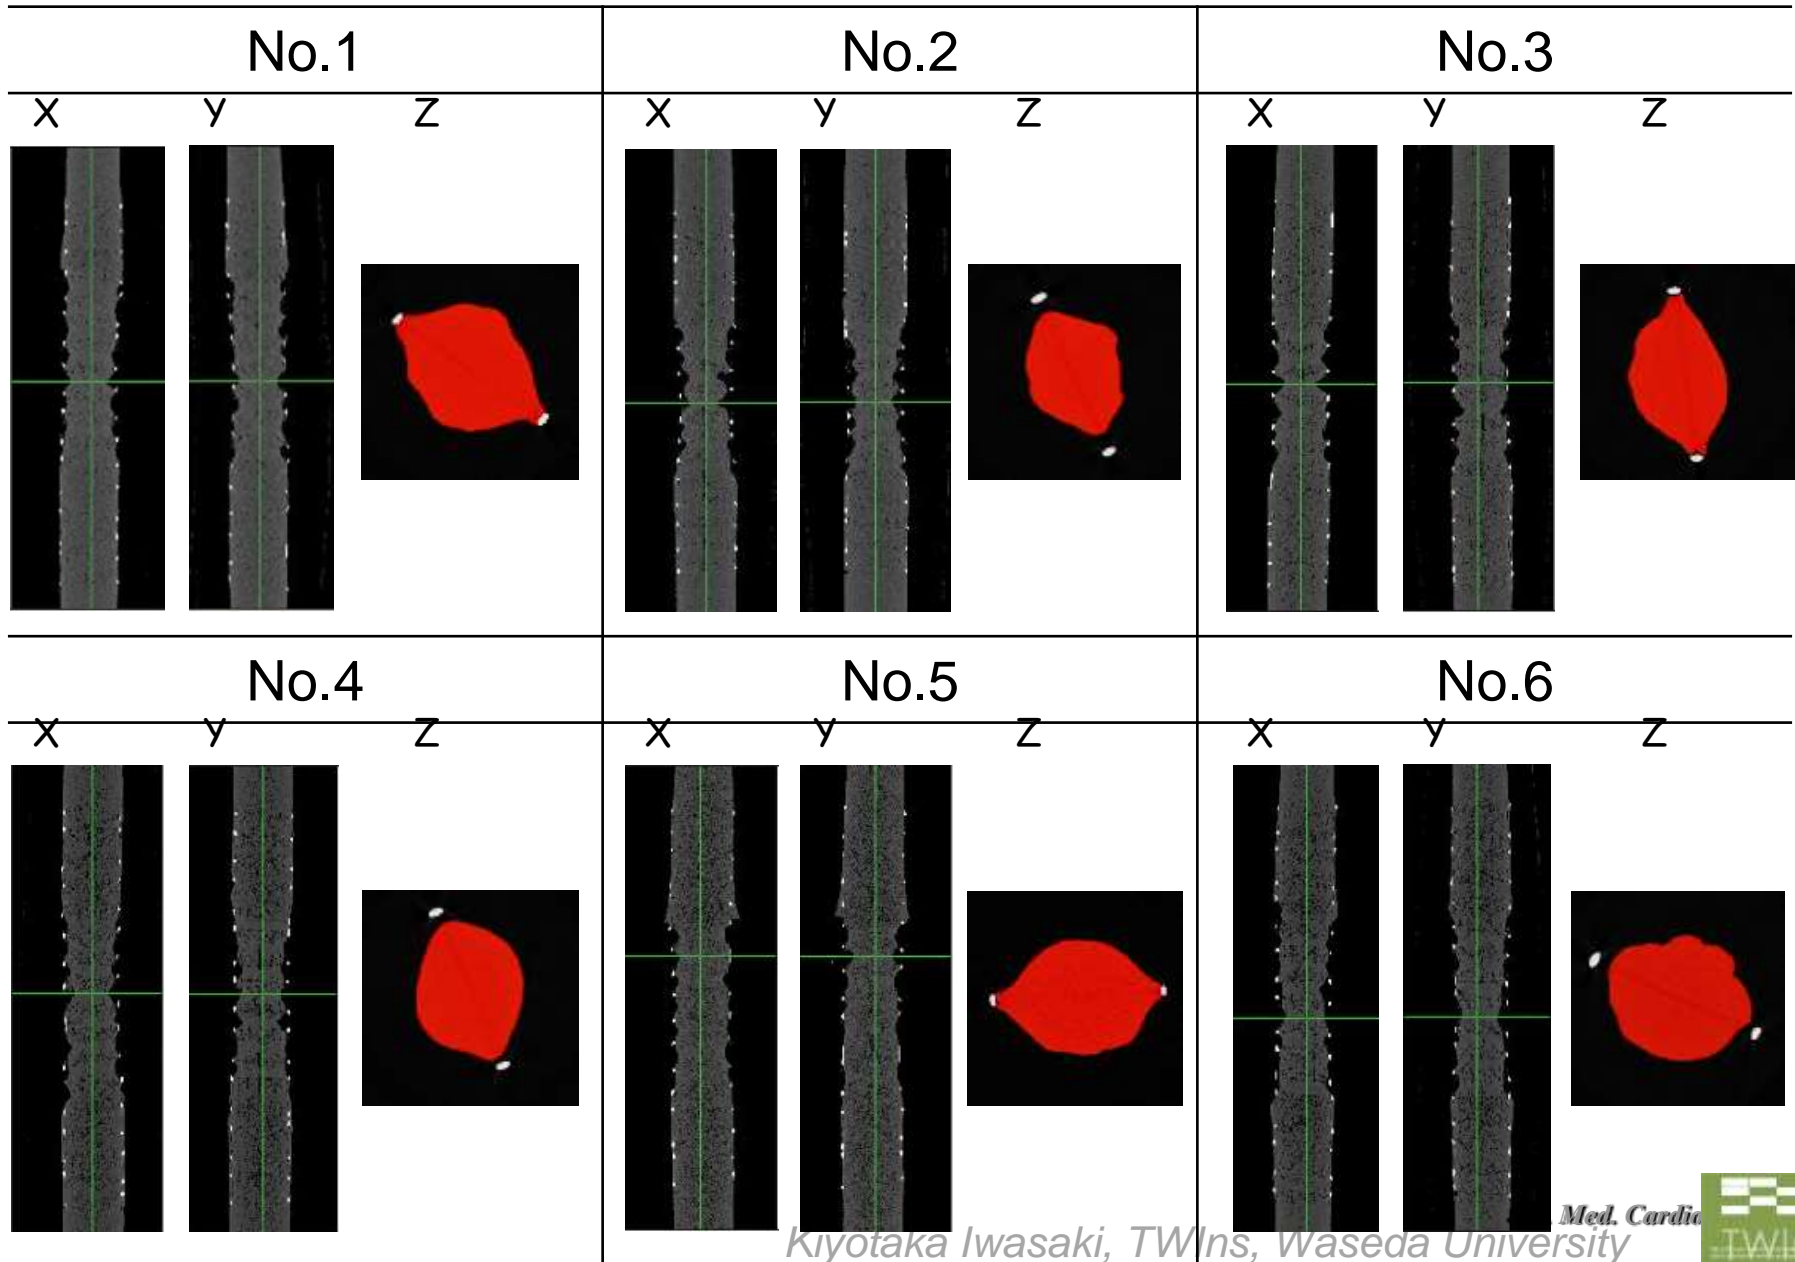 No.1 No.2 No.3
X y Z X y Z X y Z
No.4 No.5 No.6
X y Z X y Z X y Z
. Med. Cardio
Kiyotaka Iwasaki, TWIns, Waseda University
TWI